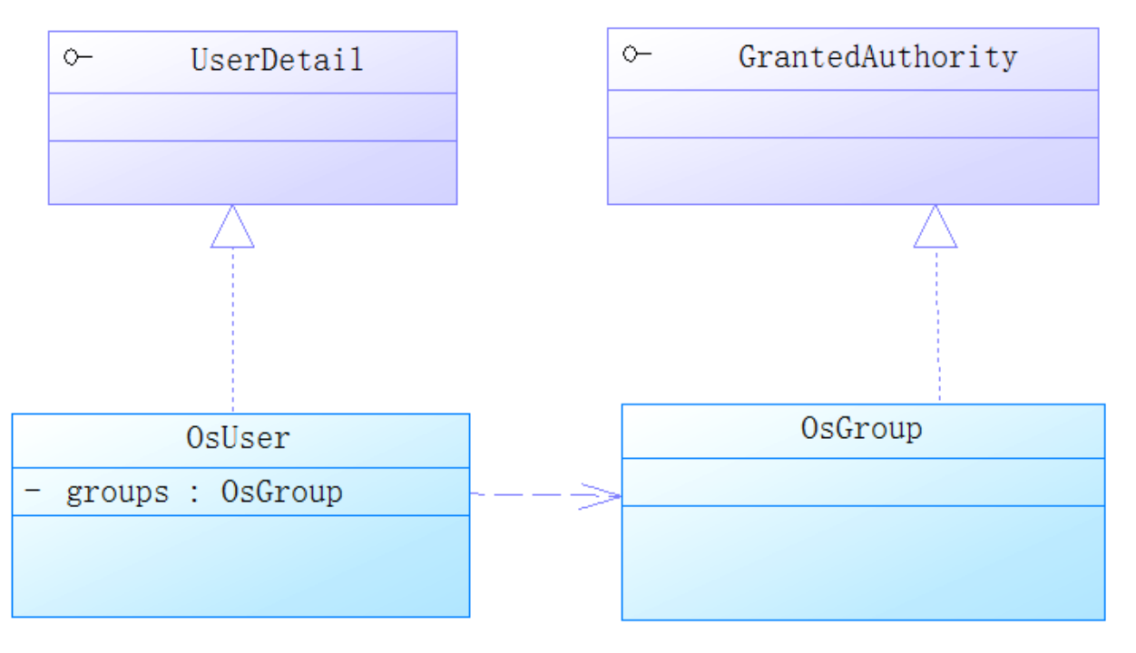 UserDetail
GrantedAuthority
OsUser
- groups : OsGroup
OsGroup